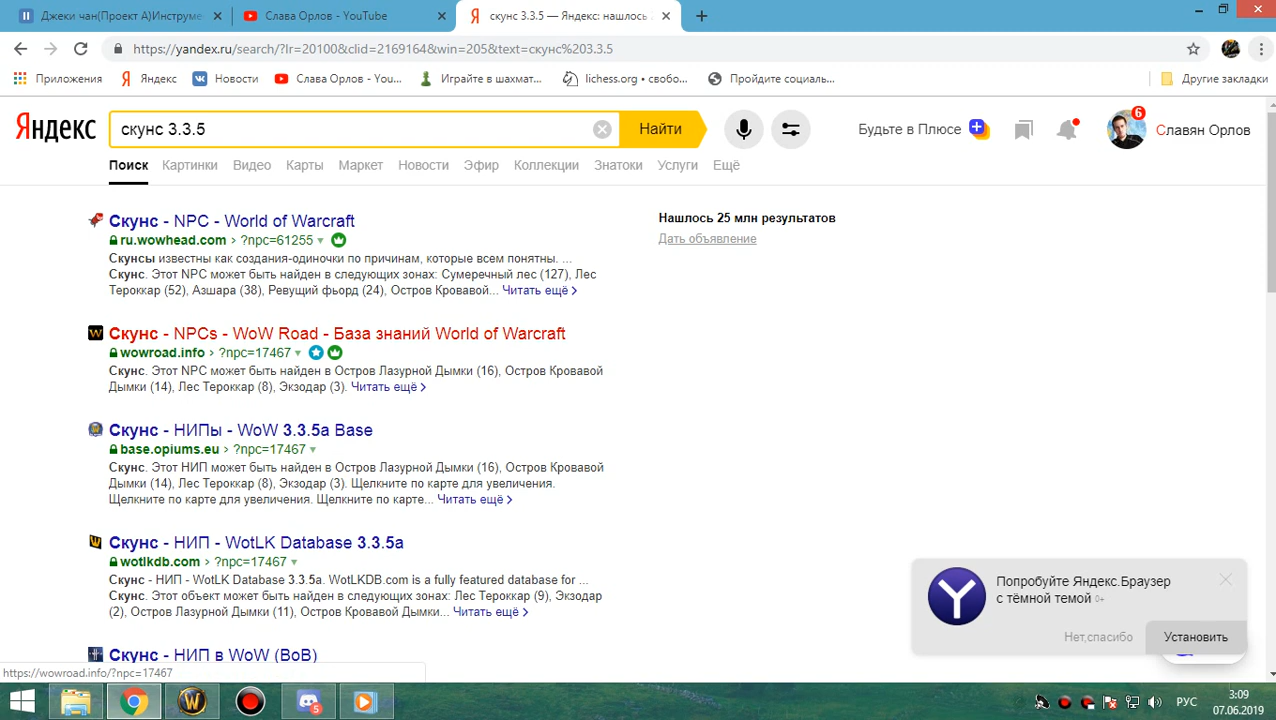 Джеки чан(Проект А)Инструме
Слава Орлов - YouTube
скунс 3.3.5 — Яндекс: нашлось
https://yandex.ru/search/?lr=20100&clid=2169164&win=205&text=скунс%203.3.5
Приложения
Яндекс
Новости
Слава Орлов - You...
Играйте в шахмат...
lichess.org • свобо...
Пройдите социаль...
Другие закладки
Яндекс
скунс 3.3.5
Найти
Будьте в Плюсе
6
Славян Орлов
Поиск Картинки Видео Карты Маркет Новости Эфир Коллекции Знатоки Услуги Ещё
Скунс - NPC - World of Warcraft
ru.wowhead.com › ?npc=61255
Скунсы известны как создания-одиночки по причинам, которые всем понятны. ...
Скунс. Этот NPC может быть найден в следующих зонах: Сумеречный лес (127), Лес
Тероккар (52), Азшара (38), Ревущий фьорд (24), Остров Кровавой... Читать ещё >
Нашлось 25 млн результатов
Дать объявление
Скунс - NPCs - WoW Road - База знаний World of Warcraft
wowroad.info › ?npc=17467
Скунс. Этот NPC может быть найден в Остров Лазурной Дымки (16), Остров Кровавой
Дымки (14), Лес Тероккар (8), Экзодар (3). Читать ещё >
Скунс - НИПы - WoW 3.3.5a Base
base.opiums.eu › ?npc=17467
Скунс. Этот НИП может быть найден в Остров Лазурной Дымки (16), Остров Кровавой
Дымки (14), Лес Тероккар (8), Экзодар (3). Щелкните по карте для увеличения.
Щелкните по карте для увеличения. Щелкните по карте... Читать ещё >
Скунс - НИП - WotLK Database 3.3.5a
wotlkdb.com › ?npc=17467
Скунс - НИП - WotLK Database 3.3.5a. WotLKDB.com is a fully featured database for ...
Скунс. Этот объект может быть найден в следующих зонах: Лес Тероккар (9), Экзодар
(2), Остров Лазурной Дымки (11), Остров Кровавой Дымки... Читать ещё >
Скунс - НИП в WoW (BoB)
Попробуйте Яндекс.Браузер
с тёмной темой 0+
Нет,спасибо
Установить
https://wowroad.info/?npc=17467
5
РУС
3:09
07.06.2019